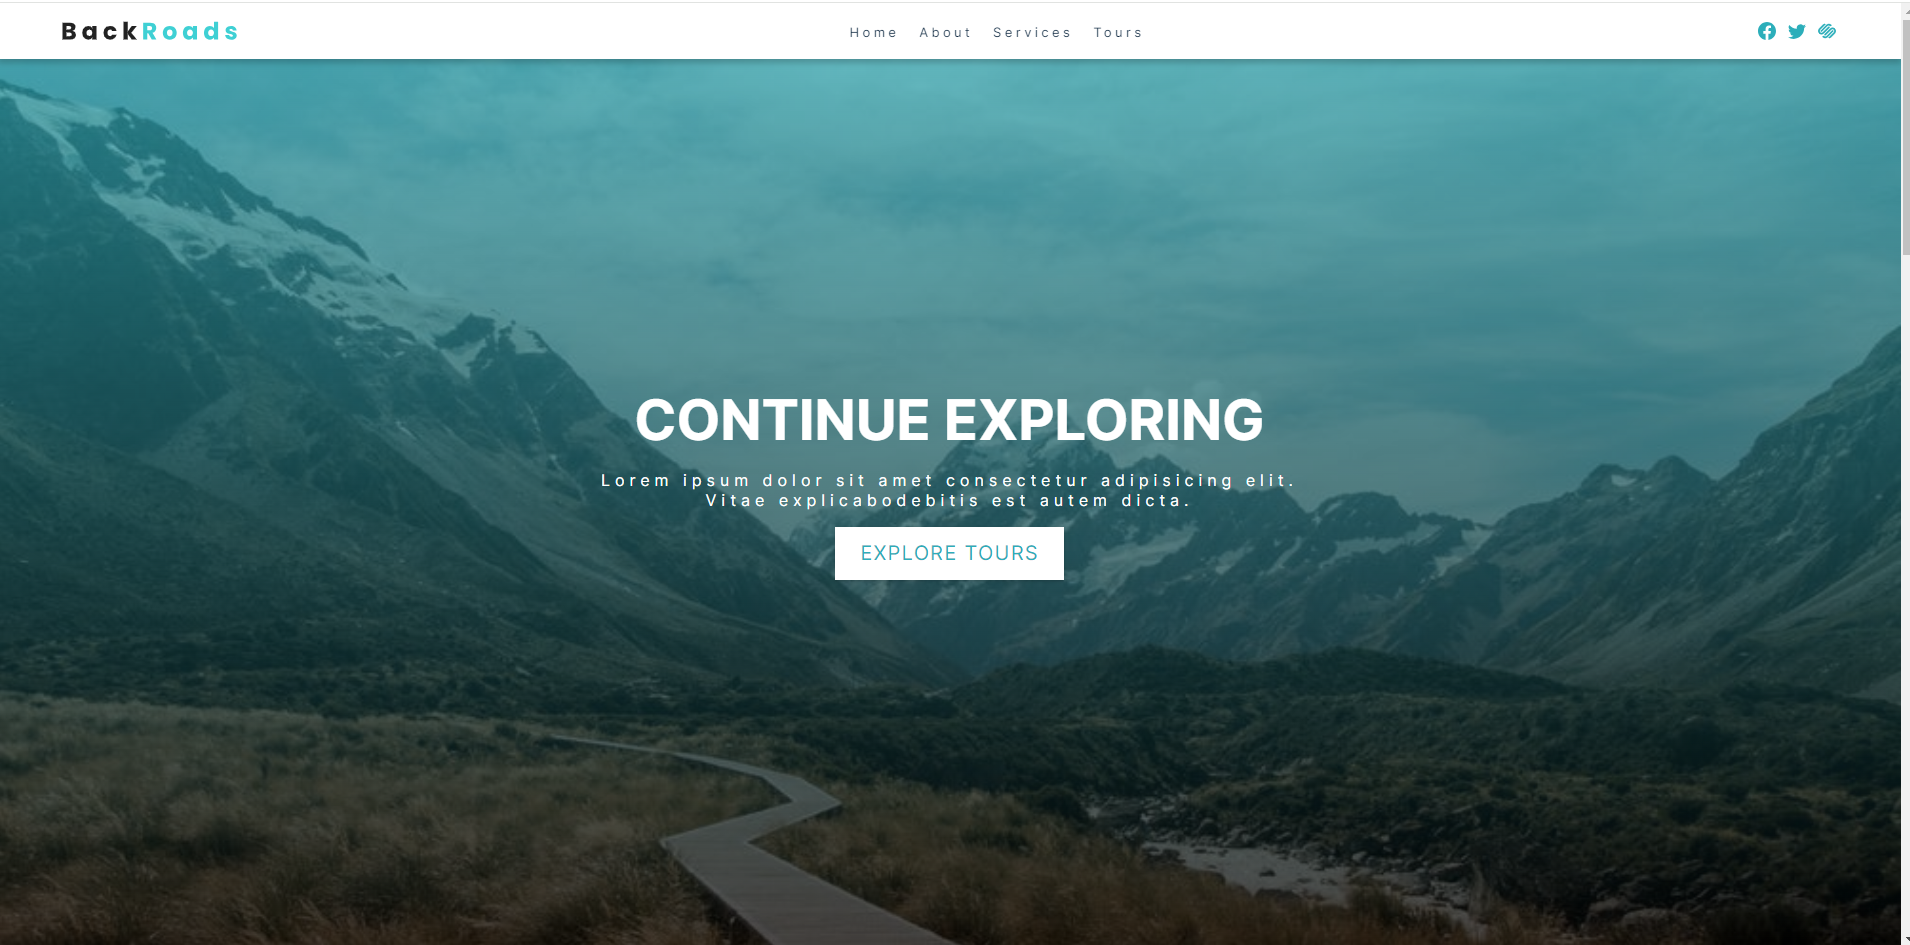 BackRoads
Home About Services Tours
CONTINUE EXPLORING
Lorem ipsum dolor sit amet consectetur adipisicing elit.
Vitae explicabodebitis est autem dicta.
EXPLORE TOURS